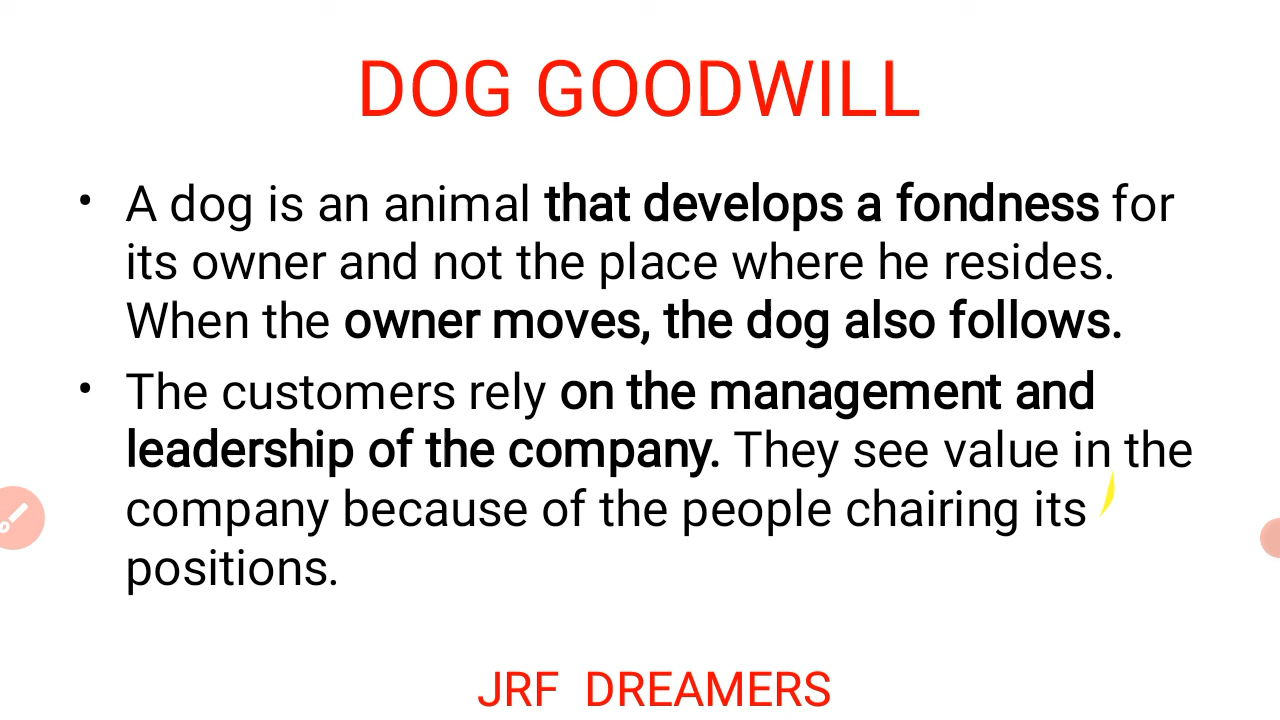 DOG GOODWILL
• A dog is an animal that develops a fondness for
its owner and not the place where he resides.
When the owner moves, the dog also follows.
• The customers rely on the management and
leadership of the company. They see value in the
company because of the people chairing its
positions.
JRF DREAMERS